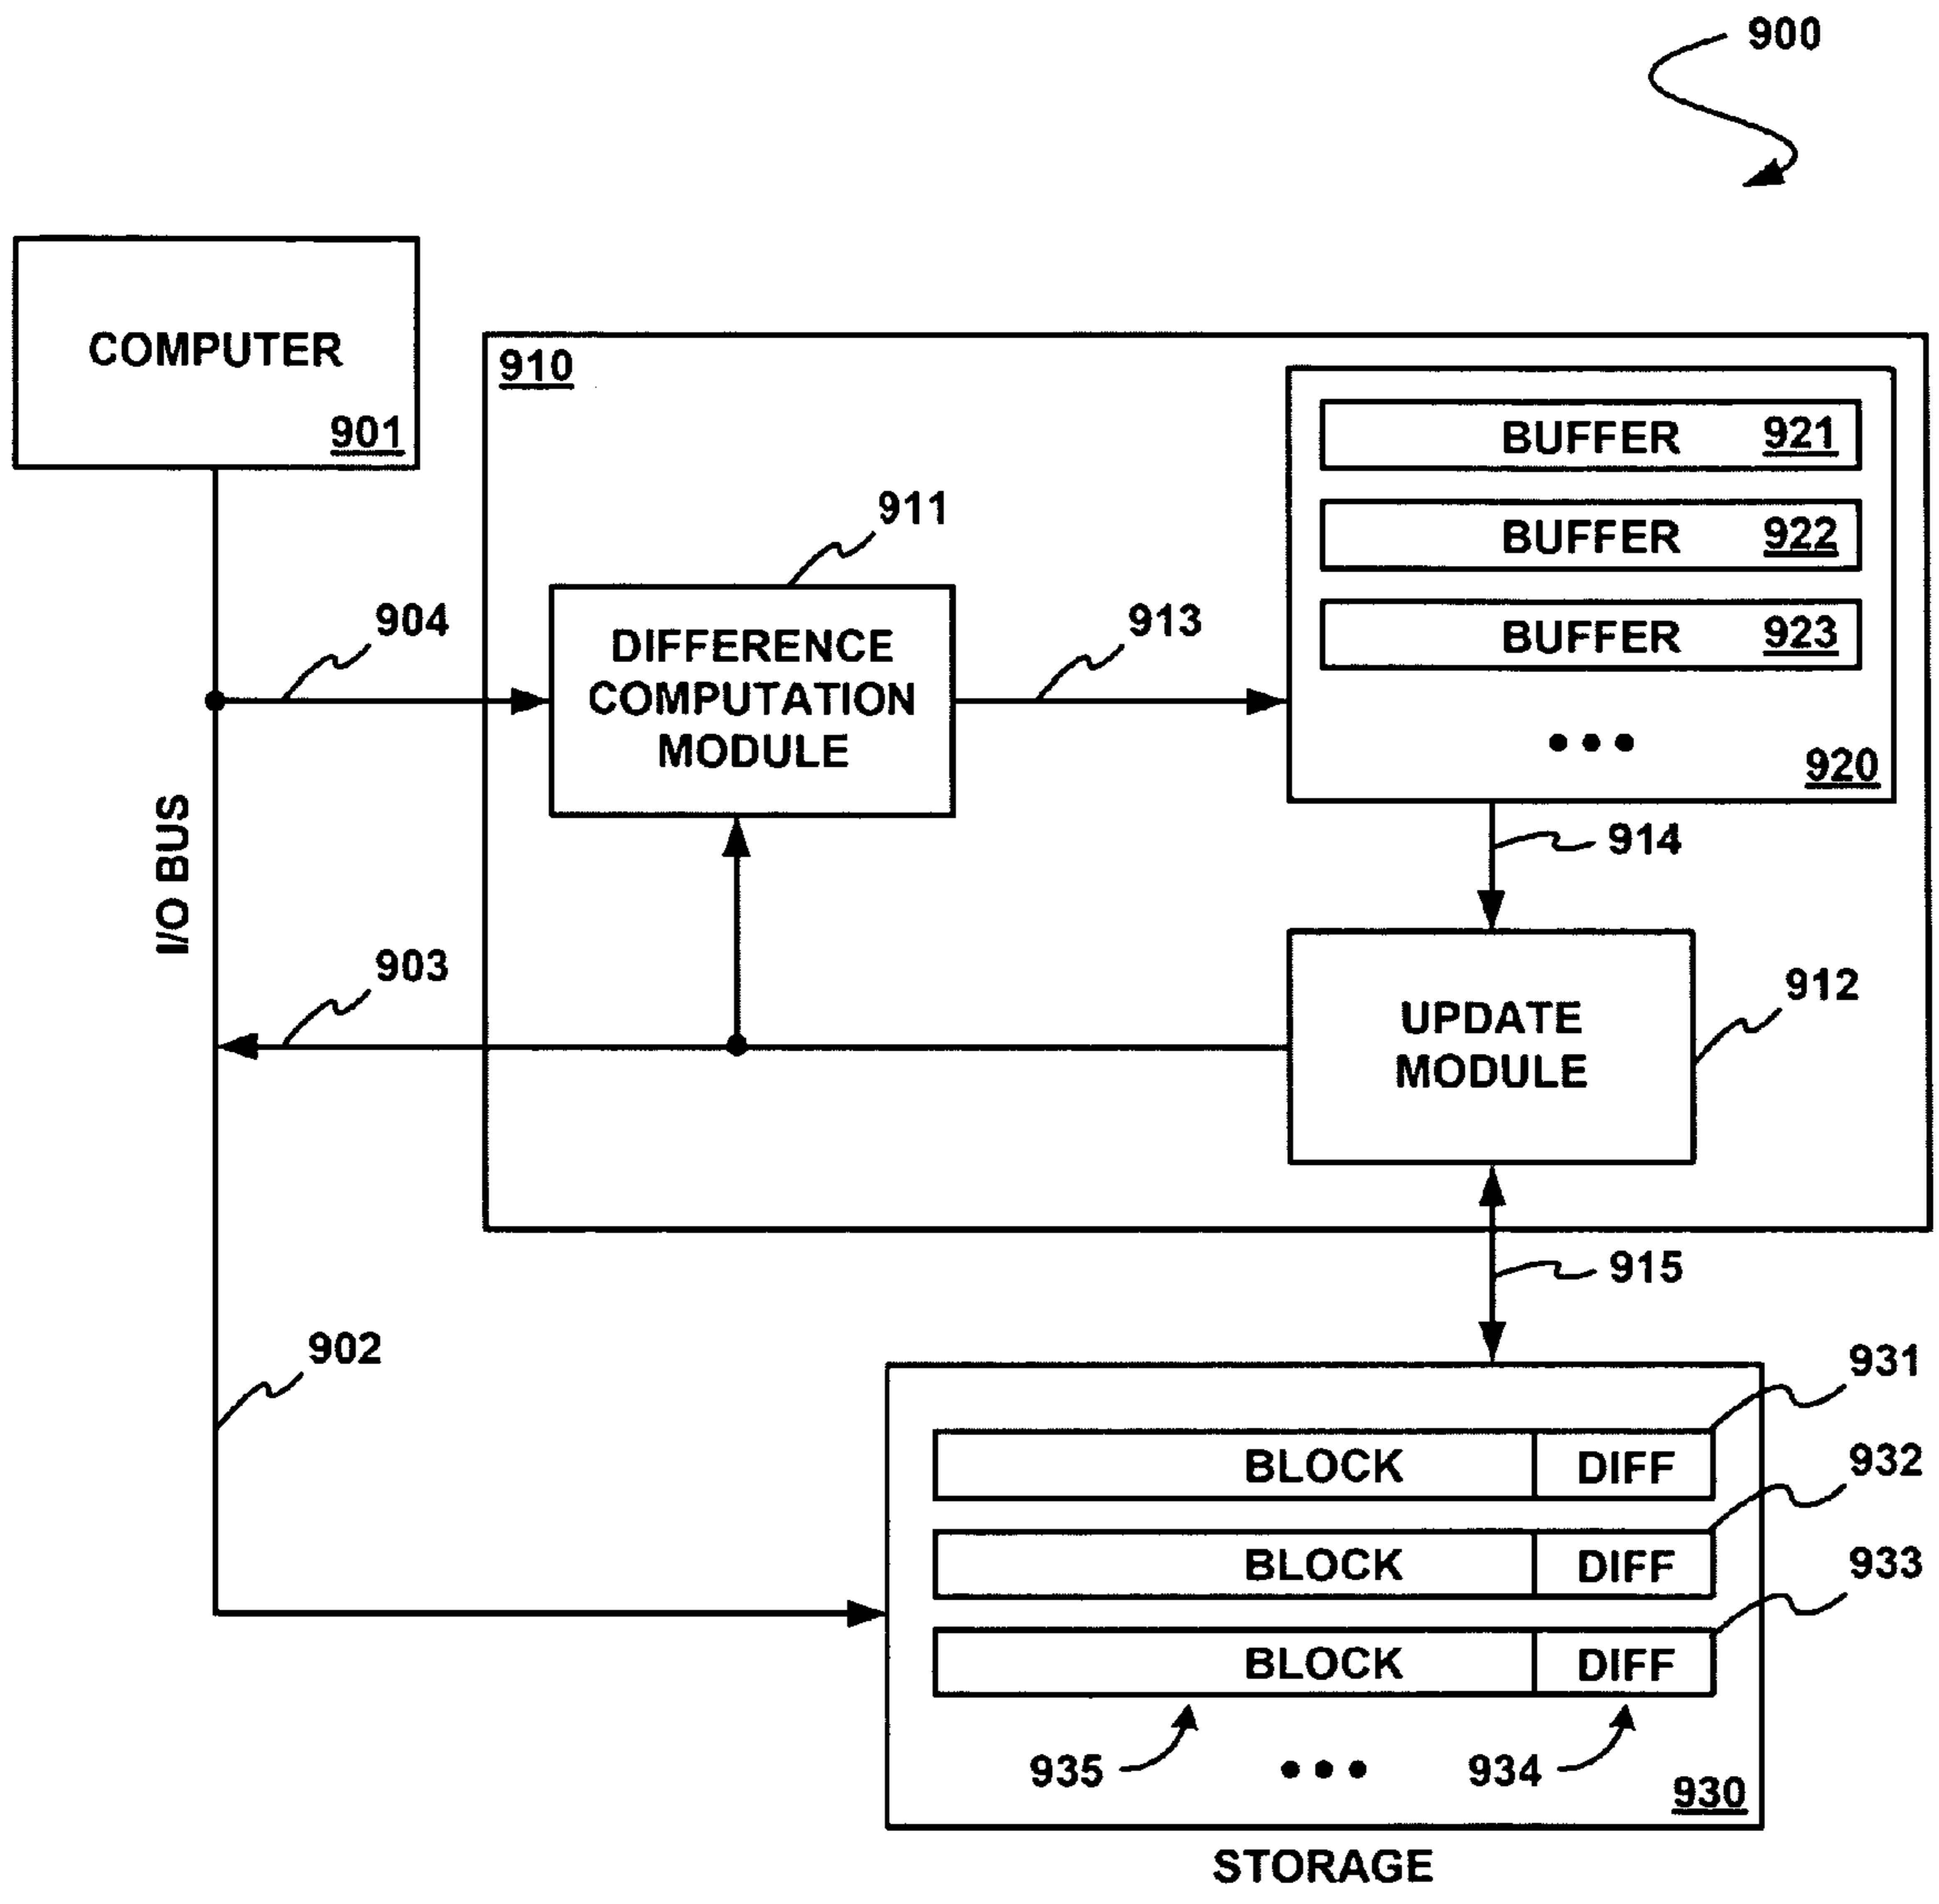 900
COMPUTER
901
910
BUFFER 921
BUFFER 922
BUFFER 923
•••
920
911
904
DIFFERENCE
COMPUTATION
MODULE
913
914
I/O BUS
903
UPDATE
MODULE
912
915
902
931
BLOCK DIFF
932
BLOCK DIFF
933
BLOCK DIFF
935
•••
934
930
STORAGE